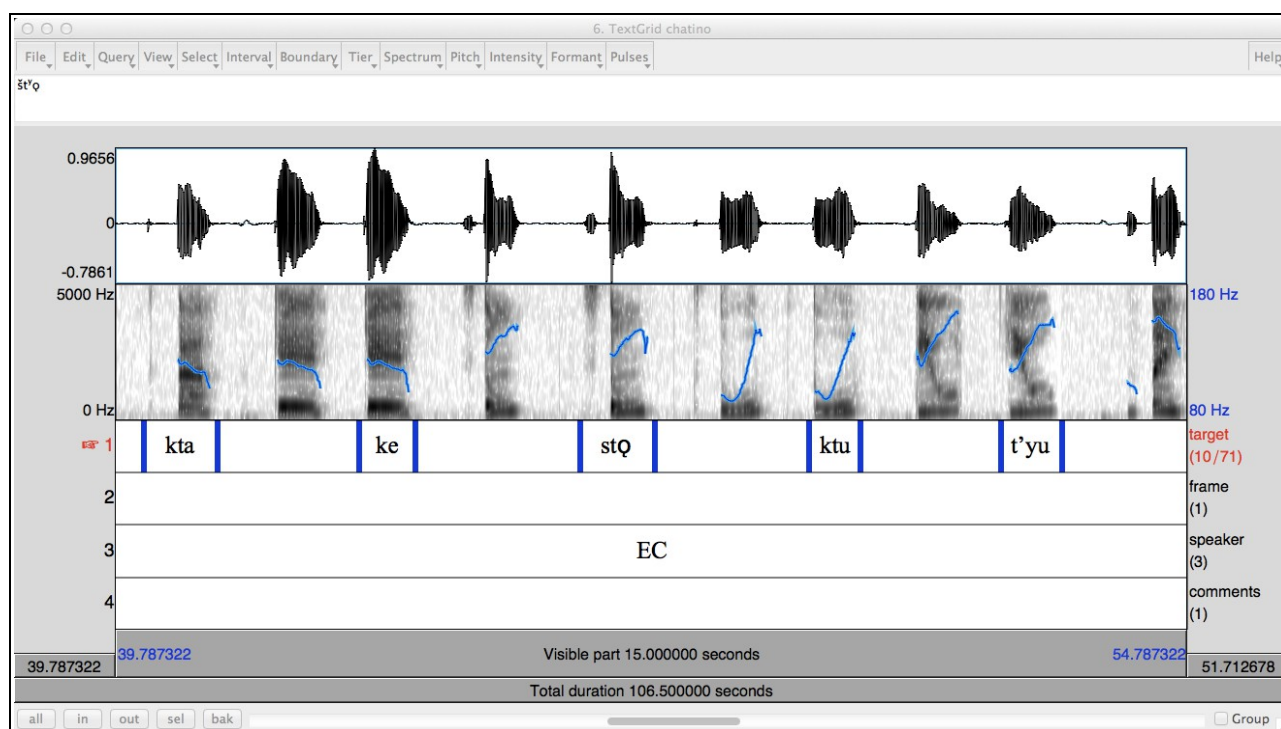 6. TextGrid chatino
File Edit Query View Select Interval Boundary Tier Spectrum Pitch Intensity Formant Pulses Help
štʸǫ
0.9656
0
-0.7861
5000 Hz 180 Hz
0 Hz 80 Hz
☞ 1 kta ke stǫ ktu t’yu target (10/71)
2 frame (1)
3 EC speaker (3)
4 comments (1)
39.787322 39.787322 Visible part 15.000000 seconds 54.787322 51.712678
Total duration 106.500000 seconds
all in out sel bak Group